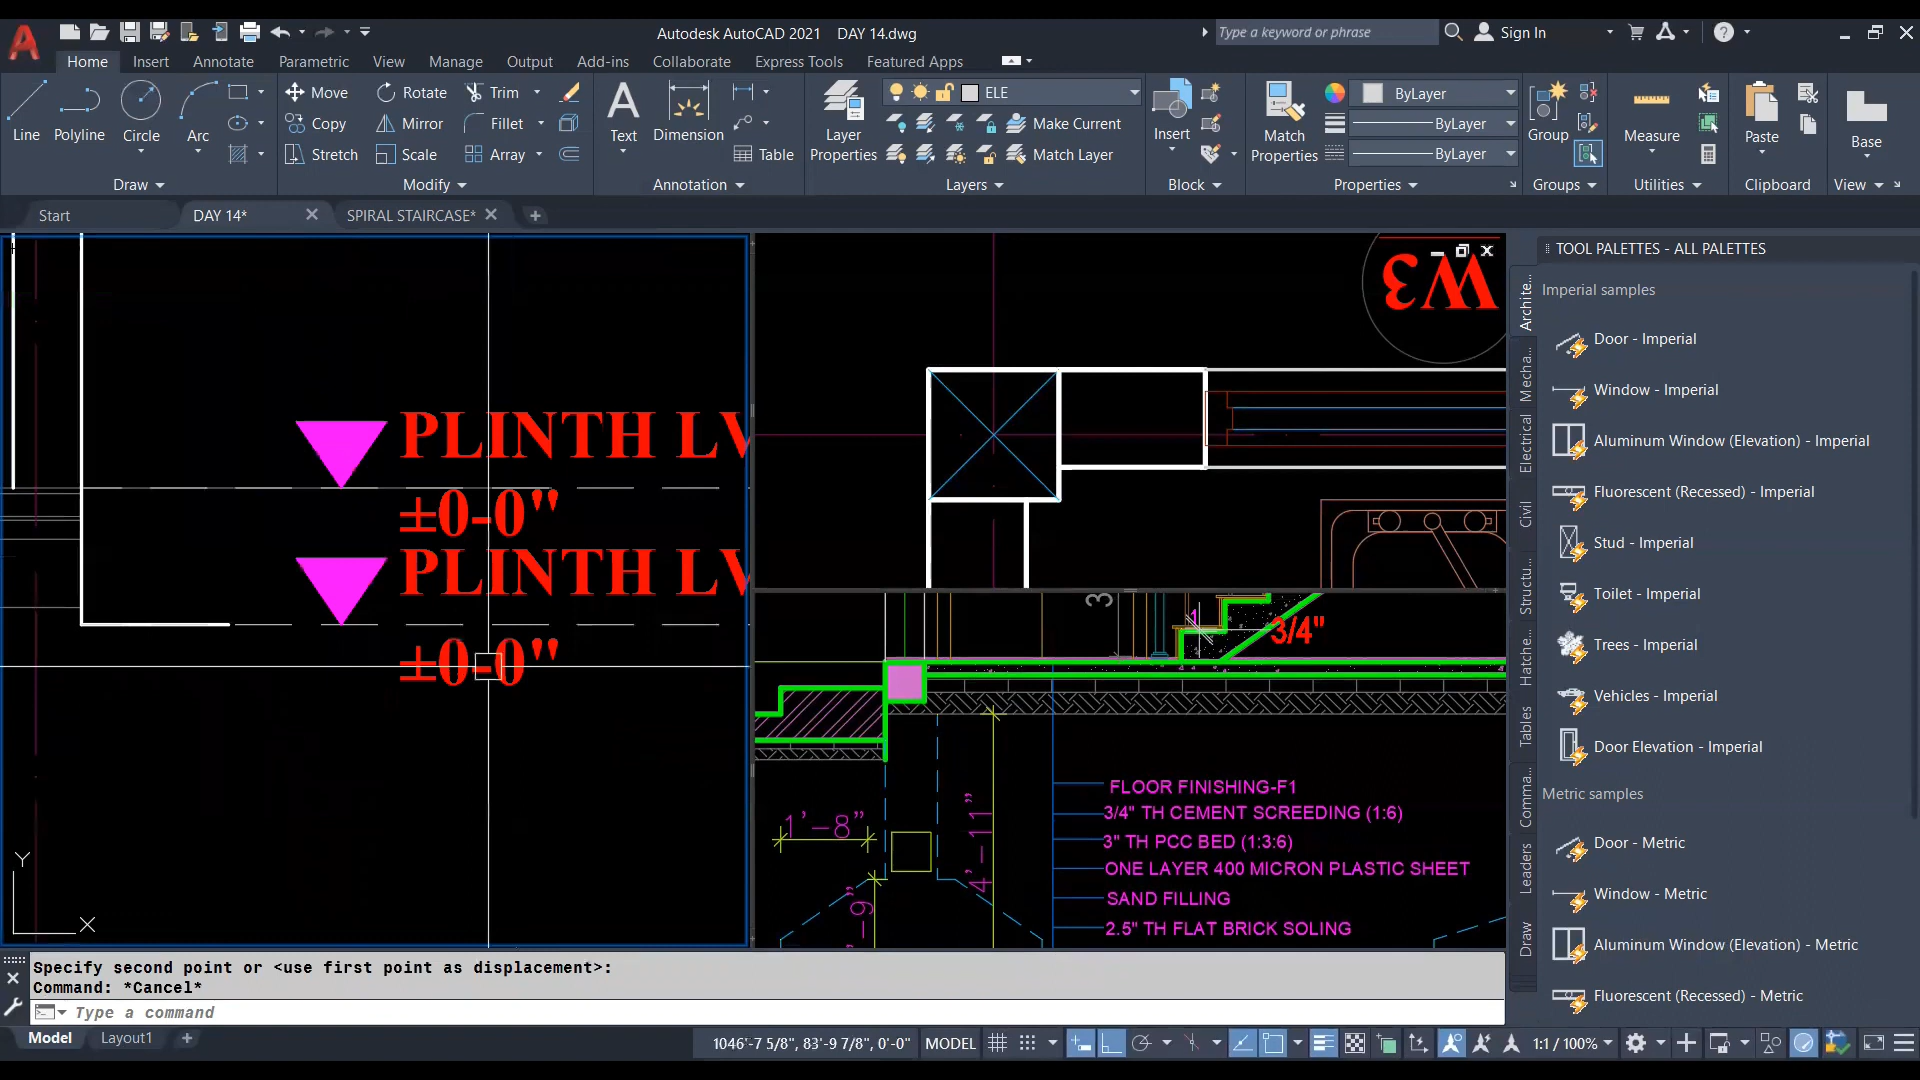 Autodesk AutoCAD 2021 DAY 14.dwg
Type a keyword or phrase
Sign In
Home Insert Annotate Parametric View Manage Output Add-ins Collaborate Express Tools Featured Apps
Line Polyline Circle Arc
Move Rotate Trim
Copy Mirror Fillet
Stretch Scale Array
Text Dimension Table
Layer Properties
ELE
Make Current
Match Layer
Insert
Match Properties
ByLayer
ByLayer
ByLayer
Group
Measure
Paste
Base
Draw Modify Annotation Layers Block Properties Groups Utilities Clipboard View
Start DAY 14* SPIRAL STAIRCASE*
PLINTH LV
±0-0"
PLINTH LV
±0-0"
Y
X
W3
3
1
3/4"
1'-8"
4'-11"
'-9"
FLOOR FINISHING-F1
3/4" TH CEMENT SCREEDING (1:6)
3" TH PCC BED (1:3:6)
ONE LAYER 400 MICRON PLASTIC SHEET
SAND FILLING
2.5" TH FLAT BRICK SOLING
TOOL PALETTES - ALL PALETTES
Archite...
Mecha...
Electrical
Civil
Structu...
Hatche...
Tables
Comma...
Leaders
Draw
Imperial samples
Door - Imperial
Window - Imperial
Aluminum Window (Elevation) - Imperial
Fluorescent (Recessed) - Imperial
Stud - Imperial
Toilet - Imperial
Trees - Imperial
Vehicles - Imperial
Door Elevation - Imperial
Metric samples
Door - Metric
Window - Metric
Aluminum Window (Elevation) - Metric
Fluorescent (Recessed) - Metric
Specify second point or <use first point as displacement>:
Command: *Cancel*
Type a command
Model Layout1
1046'-7 5/8", 83'-9 7/8", 0'-0" MODEL
1:1 / 100%